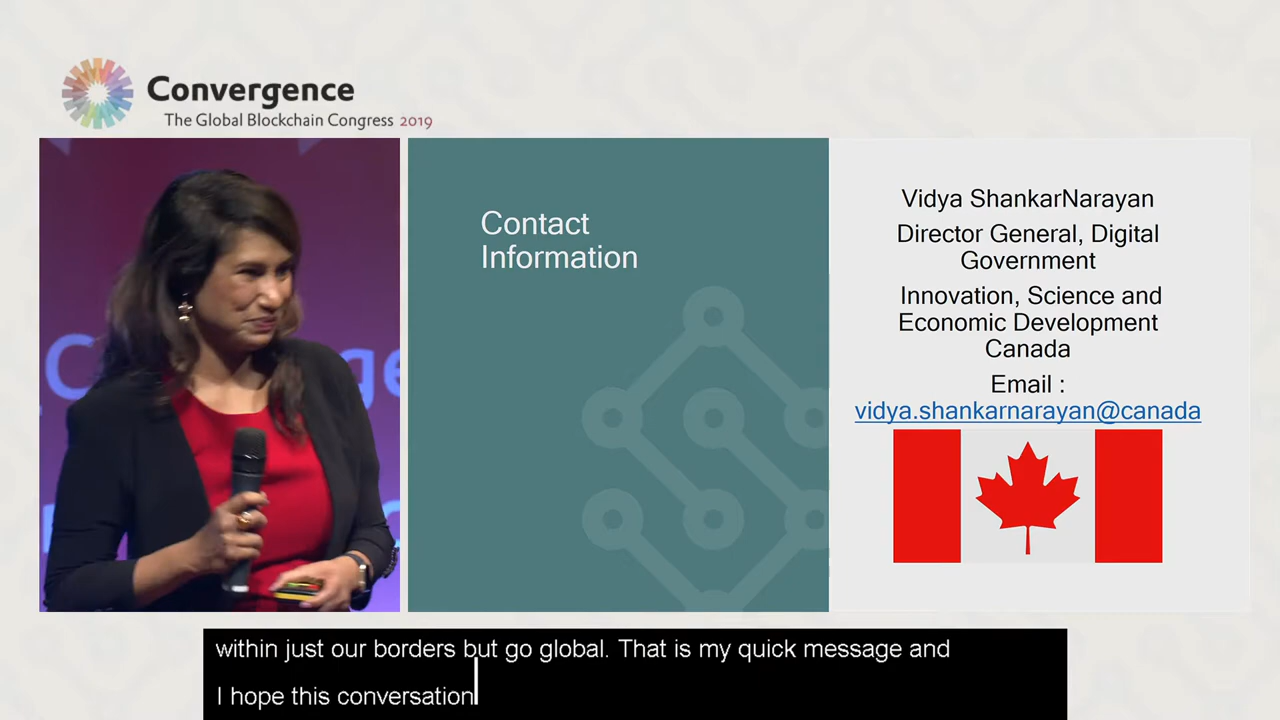 Convergence
The Global Blockchain Congress 2019
Contact
Information
Vidya ShankarNarayan
Director General, Digital
Government
Innovation, Science and
Economic Development
Canada
Email :
vidya.shankarnarayan@canada
within just our borders but go global. That is my quick message and
I hope this conversation